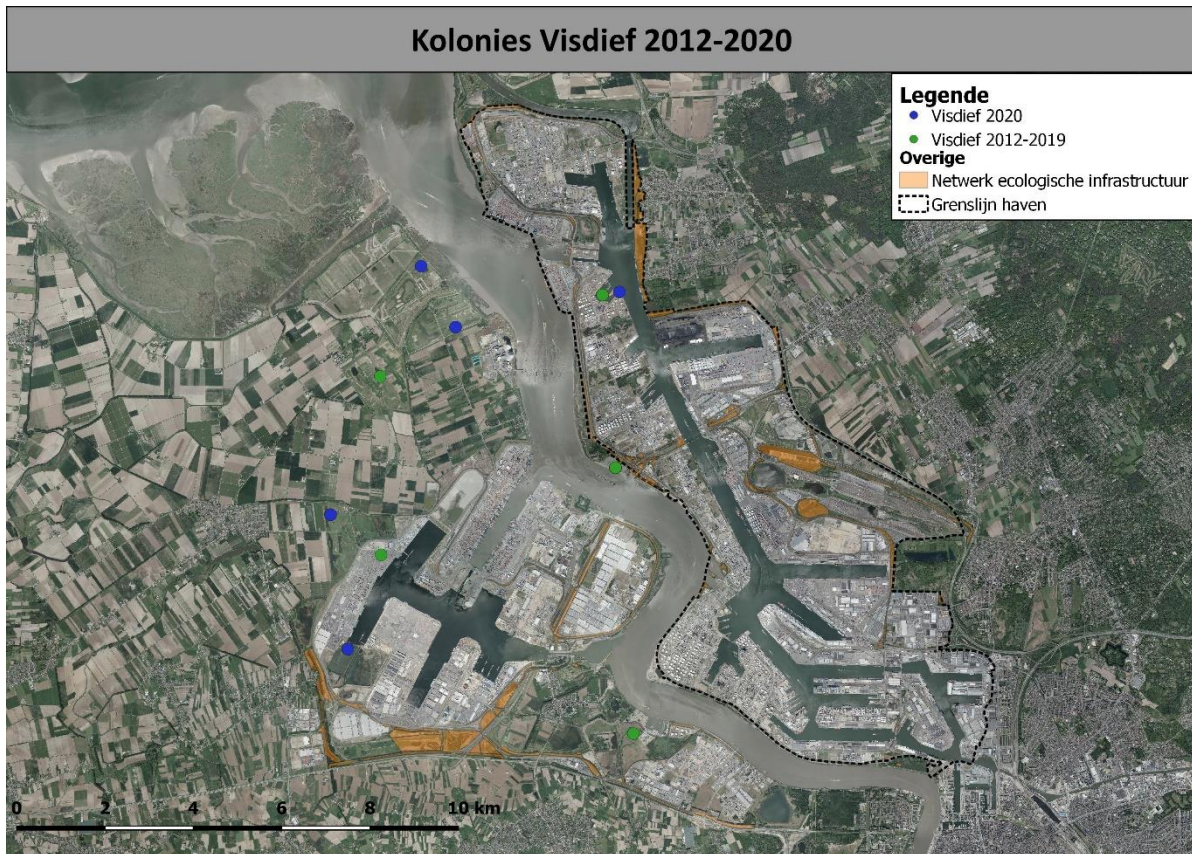 Kolonies Visdief 2012-2020
Legende
Visdief 2020
Visdief 2012-2019
Overige
Netwerk ecologische infrastructuur
Grenslijn haven
0 2 4 6 8 10 km